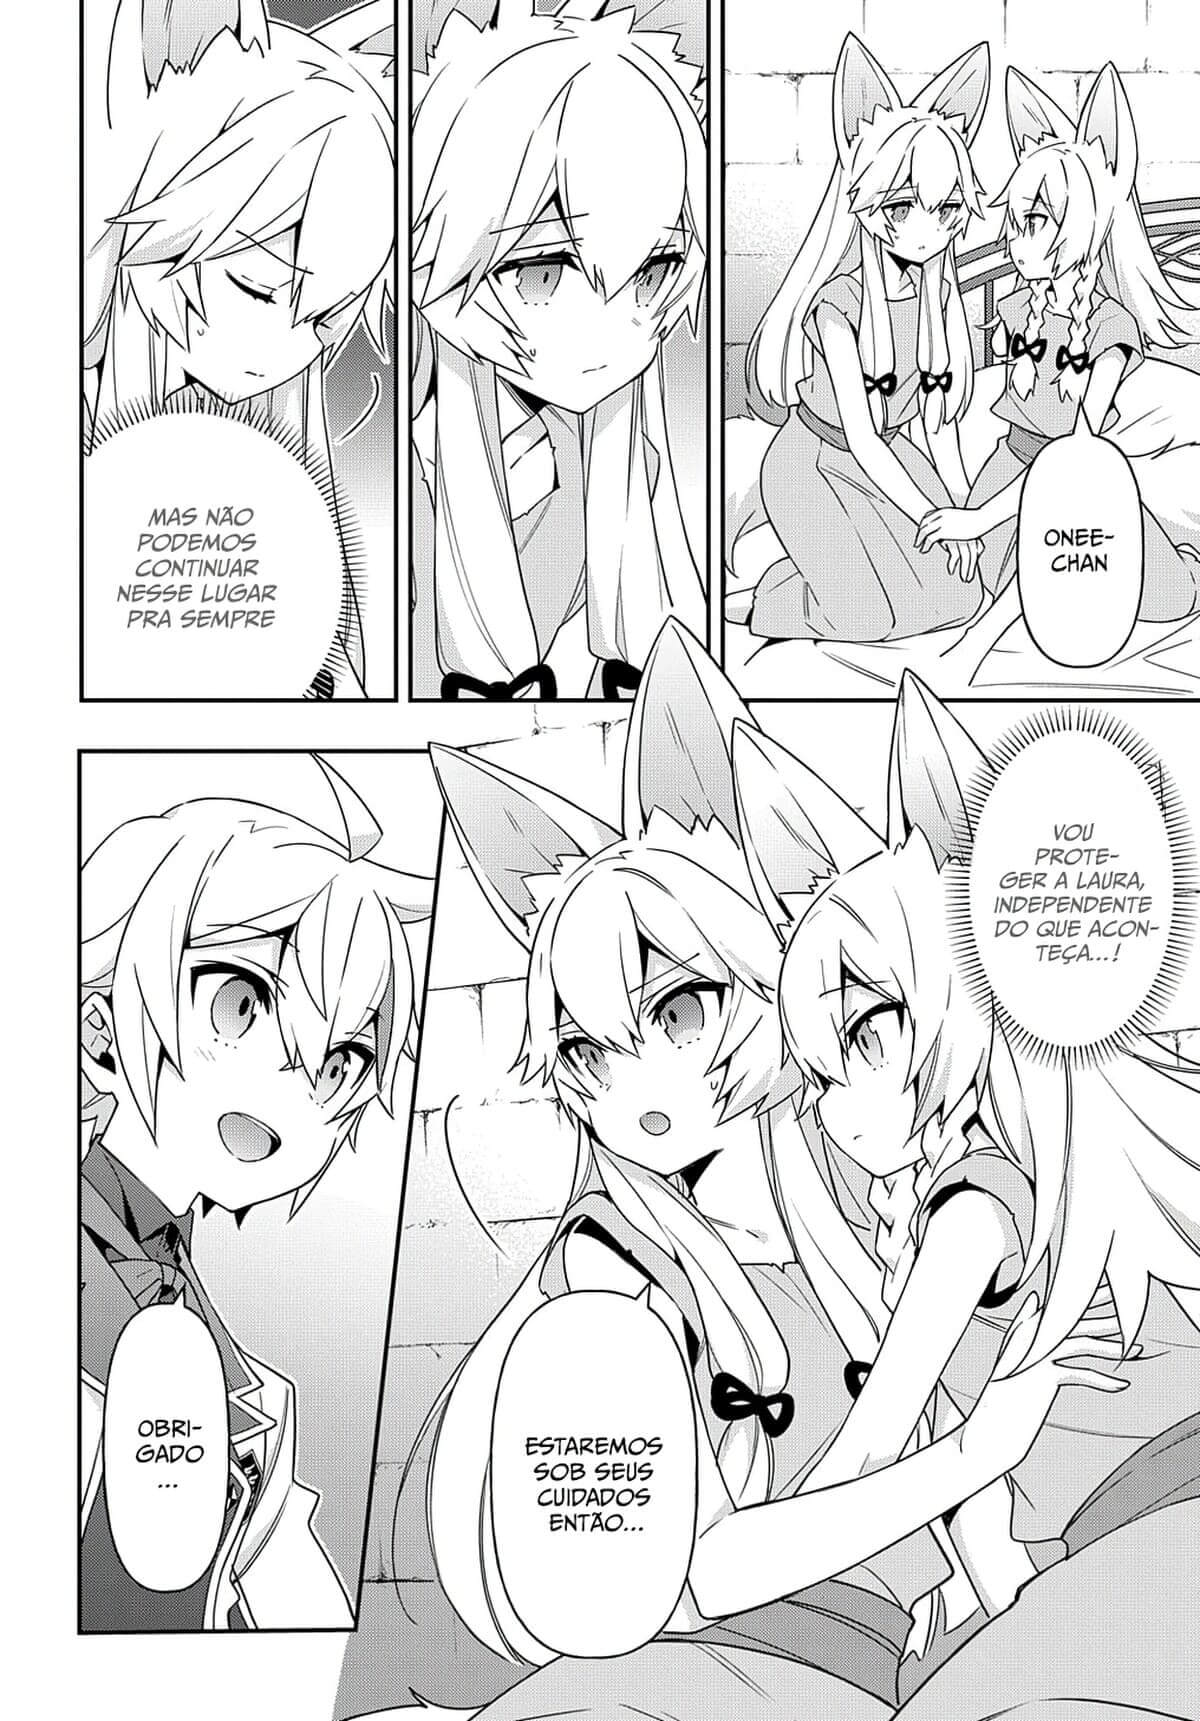 ONEE-
CHAN
MAS NÃO
PODEMOS
CONTINUAR
NESSE LUGAR
PRA SEMPRE
VOU
PROTE-
GER A LAURA,
INDEPENDENTE
DO QUE ACON-
TEÇA...!
ESTAREMOS
SOB SEUS
CUIDADOS
ENTÃO...
OBRI-
GADO
...